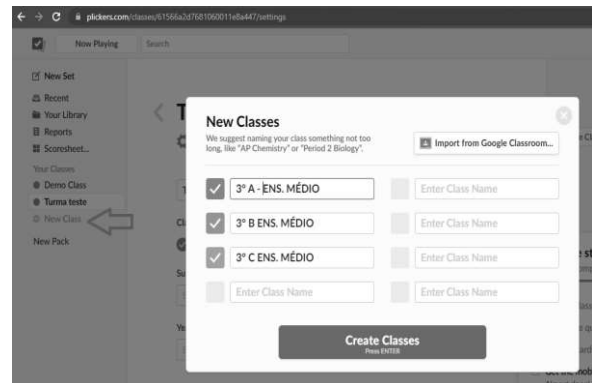 plickers.com/classes/61566a2d7681060011e8a447/settings
Now Playing
Search
New Set
Recent
Your Library
Reports
Scoresheet...
Your Classes
Demo Class
Turma teste
New Class
New Pack
New Classes
We suggest naming your class something not too
long, like "AP Chemistry" or "Period 2 Biology".
Import from Google Classroom...
3º A - ENS. MÉDIO
Enter Class Name
3º B ENS. MÉDIO
Enter Class Name
3º C ENS. MÉDIO
Enter Class Name
Enter Class Name
Enter Class Name
Create Classes
Press ENTER